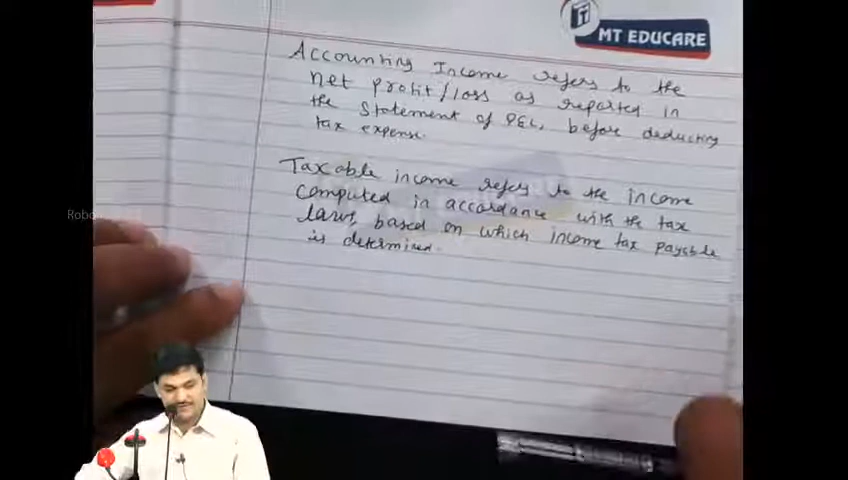 MT EDUCARE
Accounting Income refers to the
net profit/loss as reported in
the Statement of P&L, before deducting
tax expense.
Taxable income refers to the income
computed in accordance with the tax
laws, based on which income tax payable
is determined.